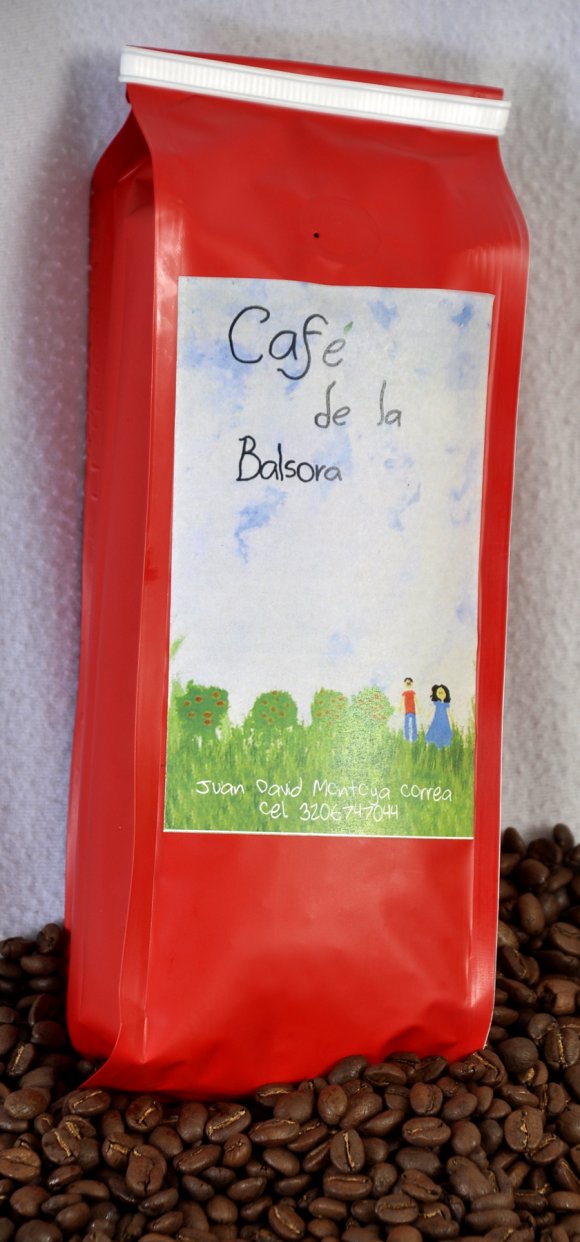 Café
de la
Balsora
Juan David Montoya Correa
Cel 3206747044